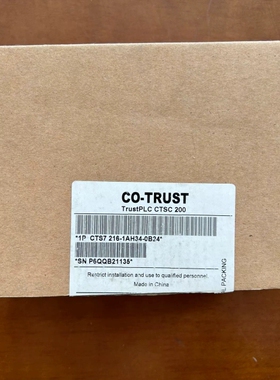 CO-TRUST
TrustPLC CTSC 200
*1P CTS7 216-1AH34-0B24*
*SN P6QQB21135*
Restrict installation and use to qualified personnel.
Made in China
PACKING